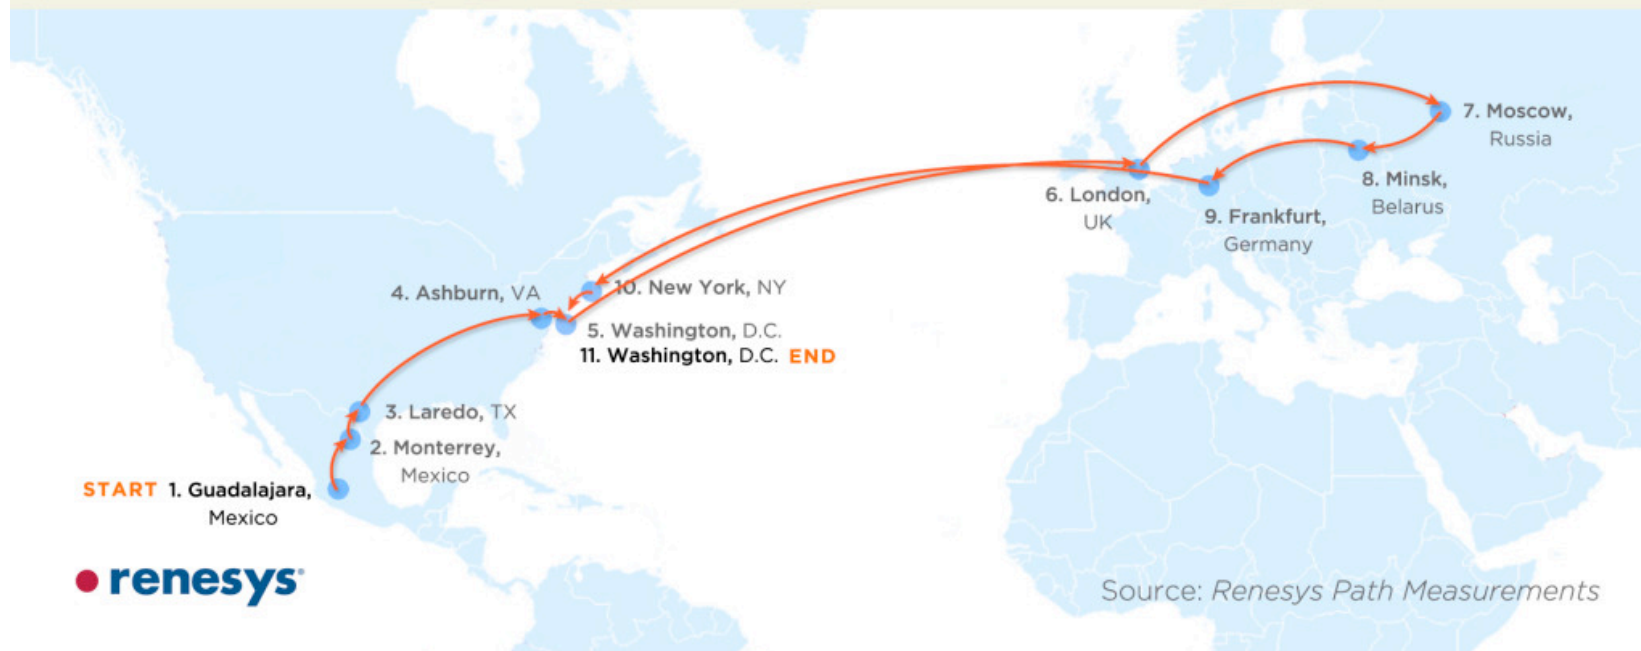 START 1. Guadalajara,
Mexico
2. Monterrey,
Mexico
3. Laredo, TX
4. Ashburn, VA
5. Washington, D.C.
6. London,
UK
7. Moscow,
Russia
8. Minsk,
Belarus
9. Frankfurt,
Germany
10. New York, NY
11. Washington, D.C. END
renesys
Source: Renesys Path Measurements